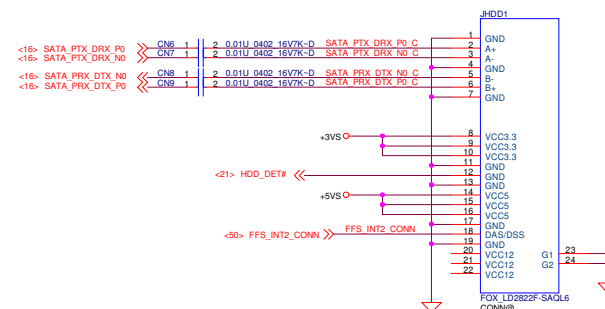 JHDD1
<16> SATA_PTX_DRX_P0 CN6 1 2 0.01U_0402_16V7K~D SATA_PTX_DRX_P0_C
<16> SATA_PTX_DRX_N0 CN7 1 2 0.01U_0402_16V7K~D SATA_PTX_DRX_N0_C
<16> SATA_PRX_DTX_N0 CN8 1 2 0.01U_0402_16V7K~D SATA_PRX_DTX_N0_C
<16> SATA_PRX_DTX_P0 CN9 1 2 0.01U_0402_16V7K~D SATA_PRX_DTX_P0_C
1 GND
2 A+
3 A-
4 GND
5 B-
6 B+
7 GND
+3VS 8 VCC3.3
9 VCC3.3
10 VCC3.3
11 GND
<21> HDD_DET# 12 GND
13 GND
+5VS 14 VCC5
15 VCC5
16 VCC5
17 GND
<50> FFS_INT2_CONN FFS_INT2_CONN 18 DAS/DSS
19 GND
20 VCC12 G1 23
21 VCC12 G2 24
22 VCC12
FOX_LD2822F-SAQL6
CONN@